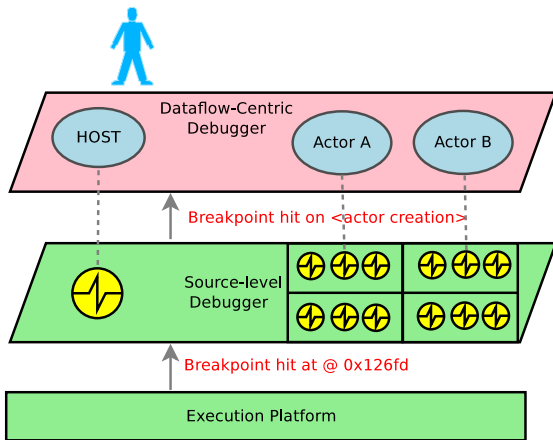 Dataflow-Centric
Debugger
HOST
Actor A
Actor B
Breakpoint hit on <actor creation>
Source-level
Debugger
Breakpoint hit at @ 0x126fd
Execution Platform